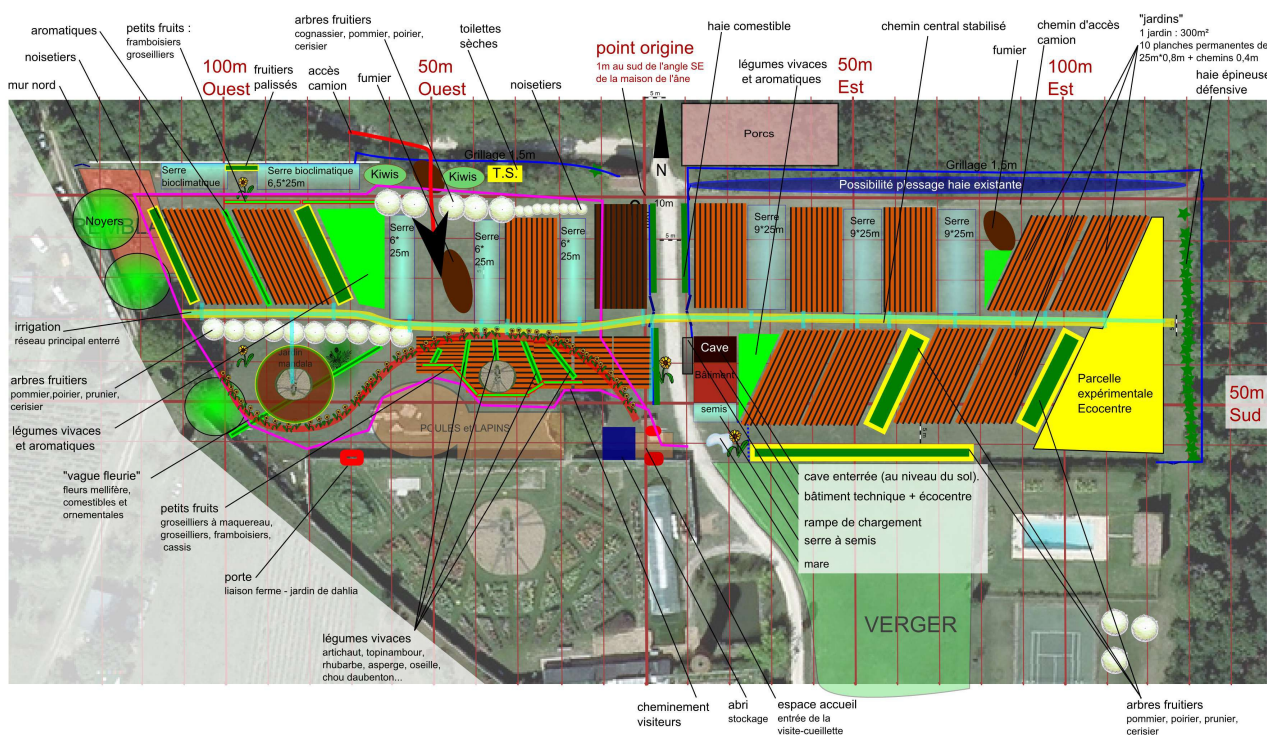 aromatiques
petits fruits :
framboisiers
groseilliers
arbres fruitiers
cognassier, pommier, poirier,
cerisier
toilettes
sèches
haie comestible
chemin central stabilisé
chemin d'accès
camion
"jardins"
1 jardin : 300m²
10 planches permanentes de
25m*0,8m + chemins 0,4m
noisetiers
mur nord
100m
Ouest
fruitiers
palissés
accès
camion
fumier
50m
Ouest
noisetiers
point origine
1m au sud de l'angle SE
de la maison de l'âne
légumes vivaces
et aromatiques
50m
Est
fumier
100m
Est
haie épineuse
défensive
5 m
Porcs
Grillage 1,5m
N
Grillage 1,5m
Serre
bioclimatique
Serre bioclimatique
6,5*25m
Kiwis
Kiwis
T.S.
Possibilité plessage haie existante
10m
Noyers
Serre
6*
25m
Serre
6*
25m
Serre
6*
25m
5 m
Serre
9*25m
Serre
9*25m
Serre
9*25m
irrigation
réseau principal enterré
Jardin
mandala
Cave
Bâtiment
semis
Parcelle
expérimentale
Ecocentre
50m
Sud
arbres fruitiers
pommier,poirier, prunier,
cerisier
légumes vivaces
et aromatiques
POULES et LAPINS
5 m
"vague fleurie"
fleurs mellifère,
comestibles et
ornementales
petits fruits
groseilliers à maquereau,
groseilliers, framboisiers,
cassis
porte
liaison ferme - jardin de dahlia
légumes vivaces
artichaut, topinambour,
rhubarbe, asperge, oseille,
chou daubenton...
cave enterrée (au niveau du sol).
bâtiment technique + écocentre
rampe de chargement
serre à semis
mare
VERGER
cheminement
visiteurs
abri
stockage
espace accueil
entrée de la
visite-cueillette
arbres fruitiers
pommier, poirier, prunier,
cerisier